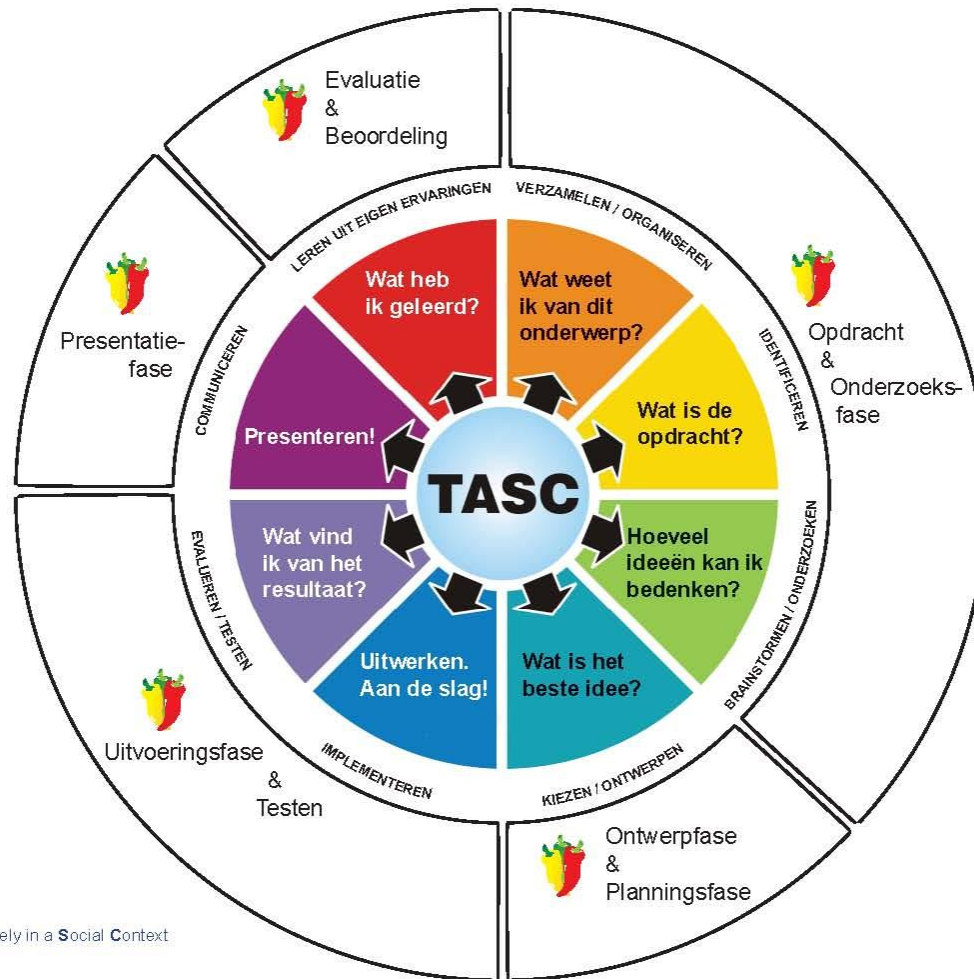 Evaluatie
&
Beoordeling
Presentatie-
fase
Opdracht
&
Onderzoeks-
fase
Uitvoeringsfase
&
Testen
Ontwerpfase
&
Planningsfase
LEREN UIT EIGEN ERVARINGEN
VERZAMELEN / ORGANISEREN
IDENTIFICEREN
BRAINSTORMEN / ONDERZOEKEN
KIEZEN / ONTWERPEN
IMPLEMENTEREN
EVALUEREN / TESTEN
COMMUNICEREN
Wat heb
ik geleerd?
Wat weet
ik van dit
onderwerp?
Wat is de
opdracht?
Hoeveel
ideeën kan ik
bedenken?
Wat is het
beste idee?
Uitwerken.
Aan de slag!
Wat vind
ik van het
resultaat?
Presenteren!
TASC
ely in a Social Context